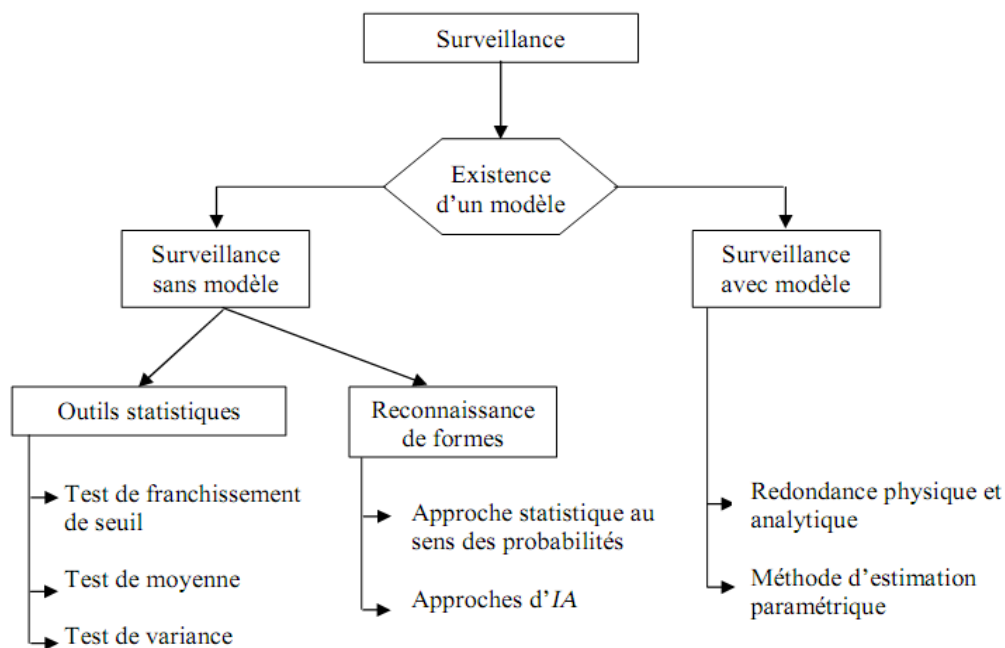 Surveillance
Existence
d'un modèle
Surveillance
sans modèle
Surveillance
avec modèle
Outils statistiques
Reconnaissance
de formes
Test de franchissement
de seuil
Test de moyenne
Test de variance
Approche statistique au
sens des probabilités
Approches d'IA
Redondance physique et
analytique
Méthode d'estimation
paramétrique